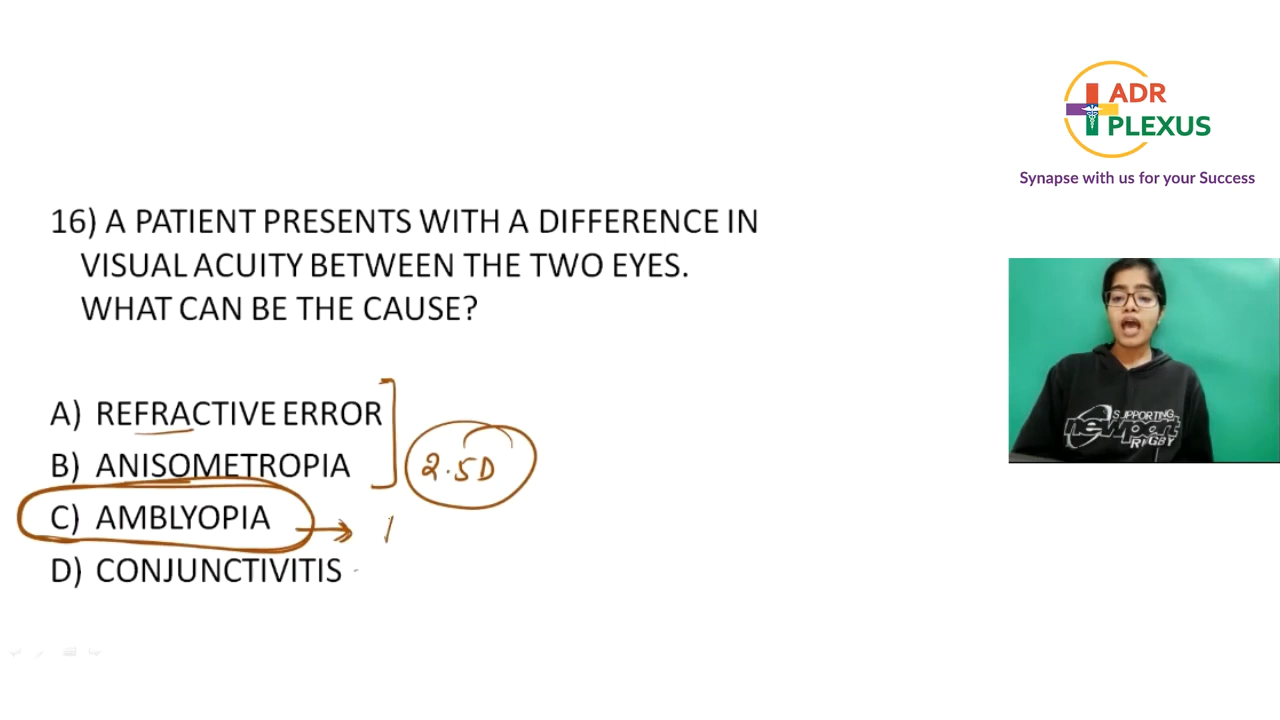 ADR
PLEXUS
Synapse with us for your Success
16) A PATIENT PRESENTS WITH A DIFFERENCE IN
VISUAL ACUITY BETWEEN THE TWO EYES.
WHAT CAN BE THE CAUSE?
A) REFRACTIVE ERROR
B) ANISOMETROPIA
2.5D
C) AMBLYOPIA
D) CONJUNCTIVITIS
SUPPORTING
newport
RUGBY